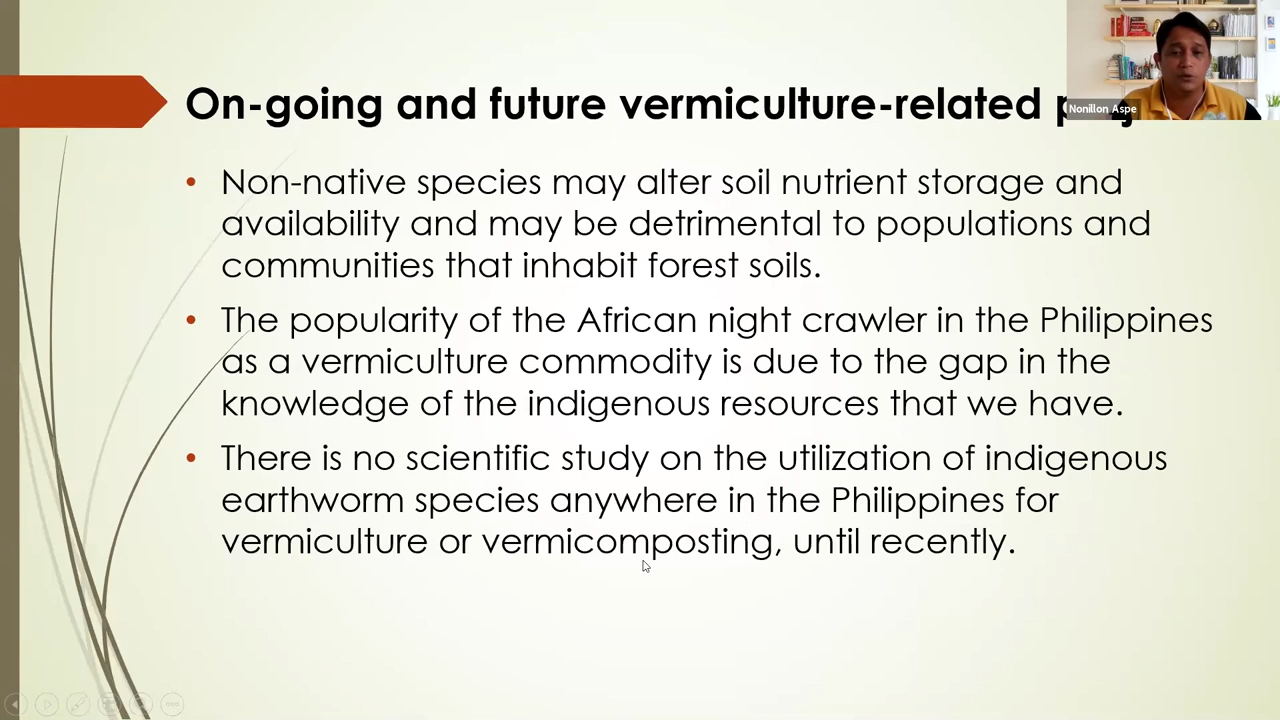 On-going and future vermiculture-related
Nonillon Aspe
• Non-native species may alter soil nutrient storage and
availability and may be detrimental to populations and
communities that inhabit forest soils.
• The popularity of the African night crawler in the Philippines
as a vermiculture commodity is due to the gap in the
knowledge of the indigenous resources that we have.
• There is no scientific study on the utilization of indigenous
earthworm species anywhere in the Philippines for
vermiculture or vermicomposting, until recently.